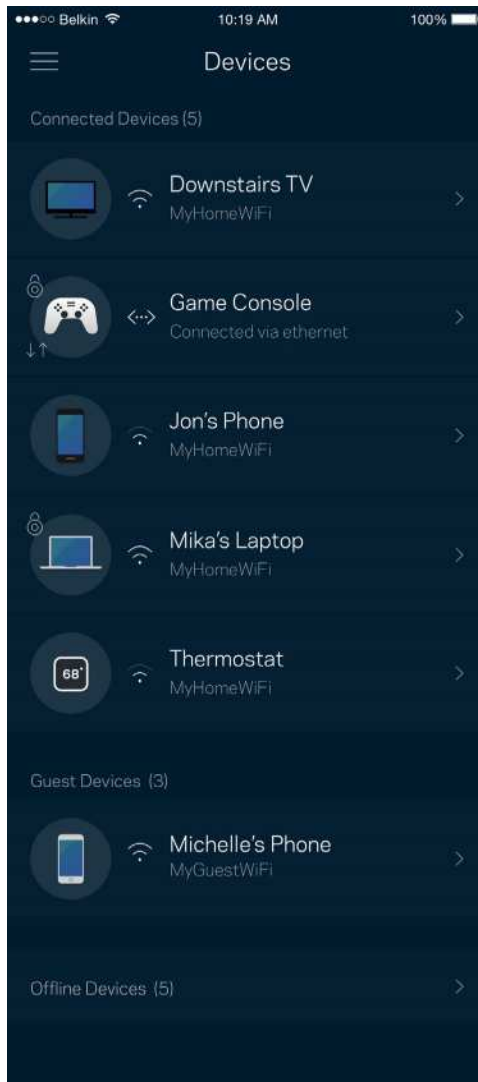 Belkin 10:19 AM 100%
Devices
Connected Devices (5)
Downstairs TV
MyHomeWiFi
Game Console
Connected via ethernet
Jon's Phone
MyHomeWiFi
Mika's Laptop
MyHomeWiFi
68°
Thermostat
MyHomeWiFi
Guest Devices (3)
Michelle's Phone
MyGuestWiFi
Offline Devices (5)